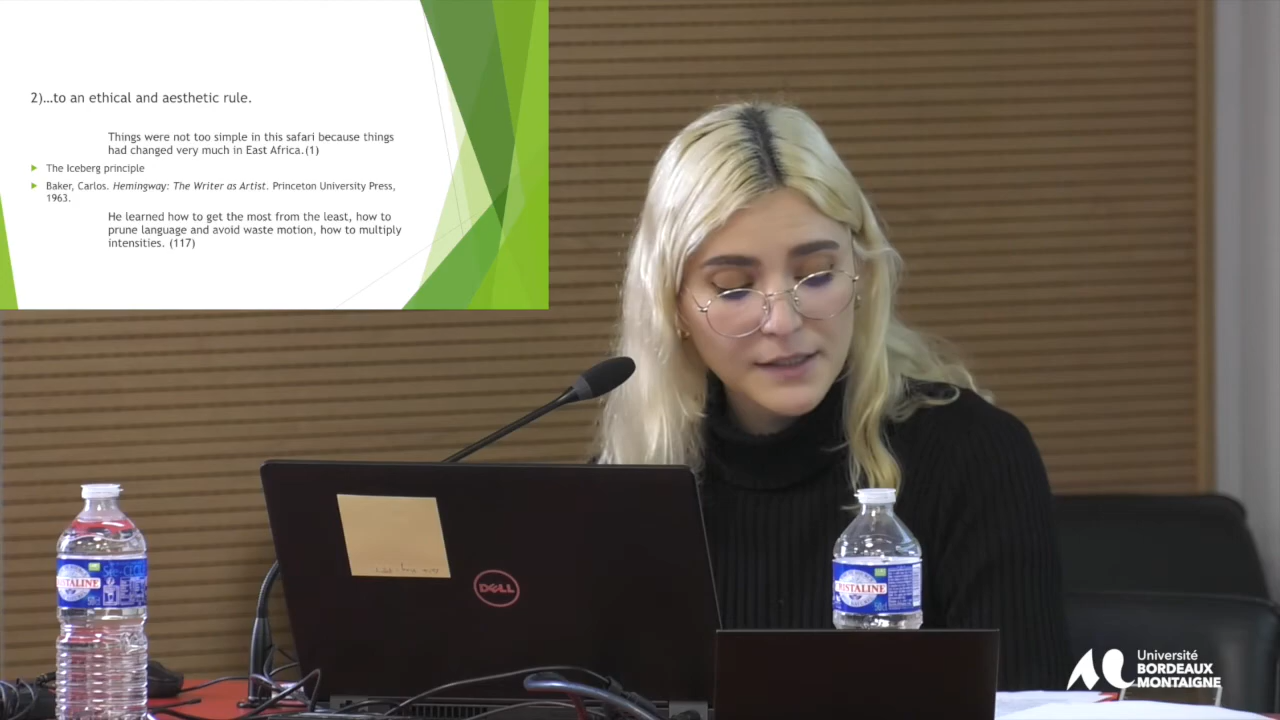 2)…to an ethical and aesthetic rule.
Things were not too simple in this safari because things
had changed very much in East Africa.(1)
The Iceberg principle
Baker, Carlos. Hemingway: The Writer as Artist. Princeton University Press,
1963.
He learned how to get the most from the least, how to
prune language and avoid waste motion, how to multiply
intensities. (117)
DELL
STALINE
ISTALINE
50cl
Université
BORDEAUX
MONTAIGNE